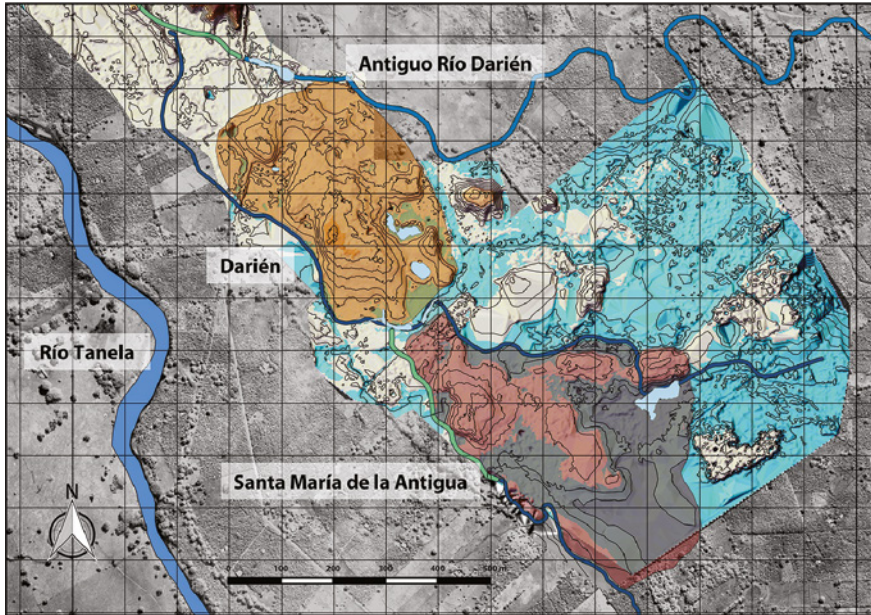 Antiguo Río Darién
Darién
Río Tanela
Santa María de la Antigua
N
0 100 200 300 400 500 m